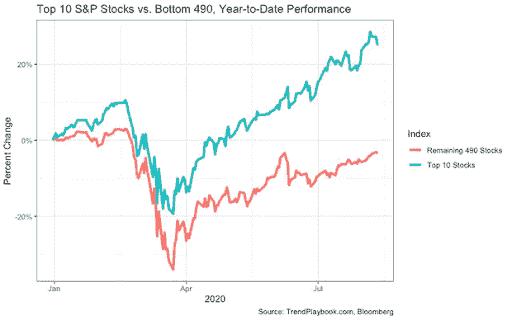 Top 10 S&P Stocks vs. Bottom 490, Year-to-Date Performance
Percent Change
20%
0%
-20%
Jan Apr Jul
2020
Index
Remaining 490 Stocks
Top 10 Stocks
Source: TrendPlaybook.com, Bloomberg